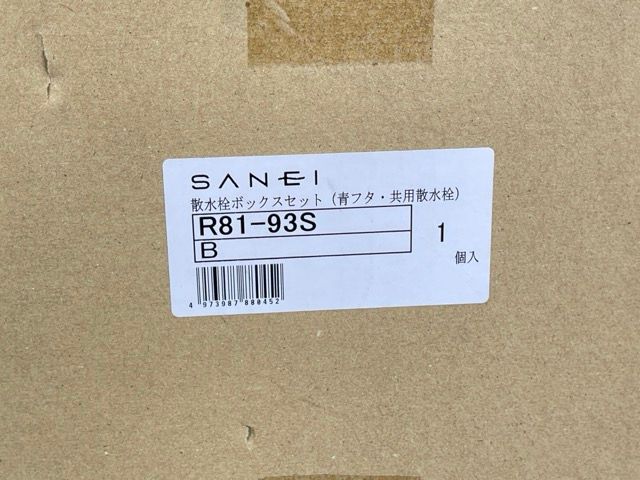 SANEI
散水栓ボックスセット（青フタ・共用散水栓）
R81-93S
B
1
個入
4 973987 880452